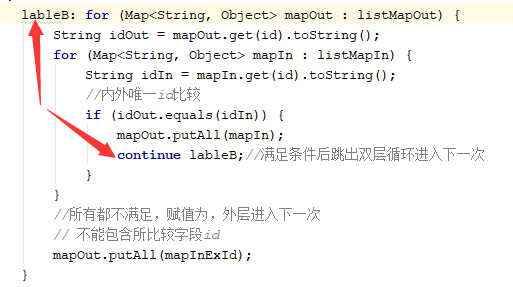 lableB: for (Map<String, Object> mapOut : listMapOut) {
    String idOut = mapOut.get(id).toString();
    for (Map<String, Object> mapIn : listMapIn) {
        String idIn = mapIn.get(id).toString();
        //内外唯一id比较
        if (idOut.equals(idIn)) {
            mapOut.putAll(mapIn);
            continue lableB;//满足条件后跳出双层循环进入下一次
        }
    }
    //所有都不满足，赋值为，外层进入下一次
    // 不能包含所比较字段id
    mapOut.putAll(mapInExId);
}